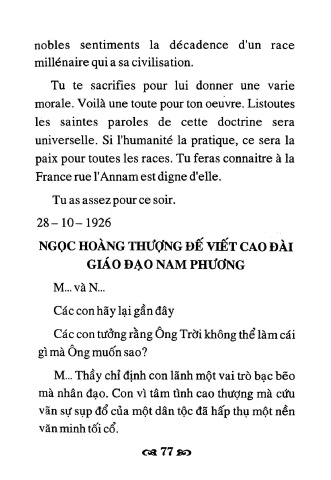 nobles sentiments la décadence d'un race
millénaire qui a sa civilisation.
Tu te sacrifies pour lui donner une varie
morale. Voilà une toute pour ton oeuvre. Listoutes
les saintes paroles de cette doctrine sera
universelle. Si l'humanité la pratique, ce sera la
paix pour toutes les races. Tu feras connaitre à la
France rue l'Annam est digne d'elle.
Tu as assez pour ce soir.
28 – 10 – 1926
NGỌC HOÀNG THƯỢNG ĐẾ VIẾT CAO ĐÀI
GIÁO ĐẠO NAM PHƯƠNG
M... và N...
Các con hãy lại gần đây
Các con tưởng rằng Ông Trời không thể làm cái
gì mà Ông muốn sao?
M... Thầy chỉ định con lãnh một vai trò bạc bẽo
mà nhân đạo. Con vì tâm tình cao thượng mà cứu
vãn sự sụp đổ của một dân tộc đã hấp thụ một nền
văn minh tối cổ.
77